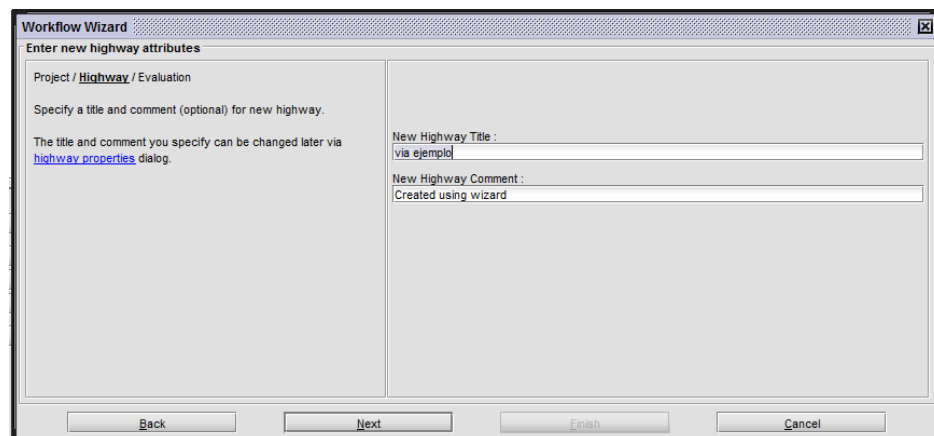 Workflow Wizard
Enter new highway attributes
Project / Highway / Evaluation
Specify a title and comment (optional) for new highway.
The title and comment you specify can be changed later via
highway properties dialog.
New Highway Title :
via ejemplo
New Highway Comment :
Created using wizard
Back
Next
Finish
Cancel